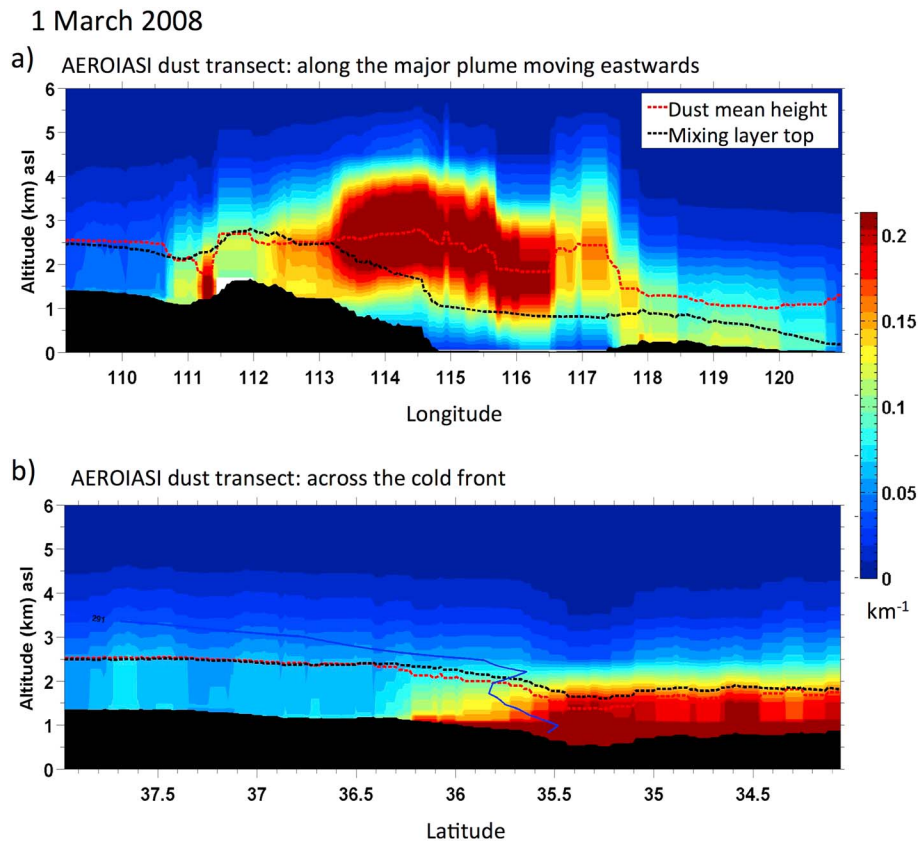 1 March 2008
a)
AEROIASI dust transect: along the major plume moving eastwards
6
5
4
3
2
1
0
Altitude (km) asl
Dust mean height
Mixing layer top
110 111 112 113 114 115 116 117 118 119 120
Longitude
b)
AEROIASI dust transect: across the cold front
6
5
4
3
2
1
0
Altitude (km) asl
291
37.5 37 36.5 36 35.5 35 34.5
Latitude
0.2
0.15
0.1
0.05
0
km-1